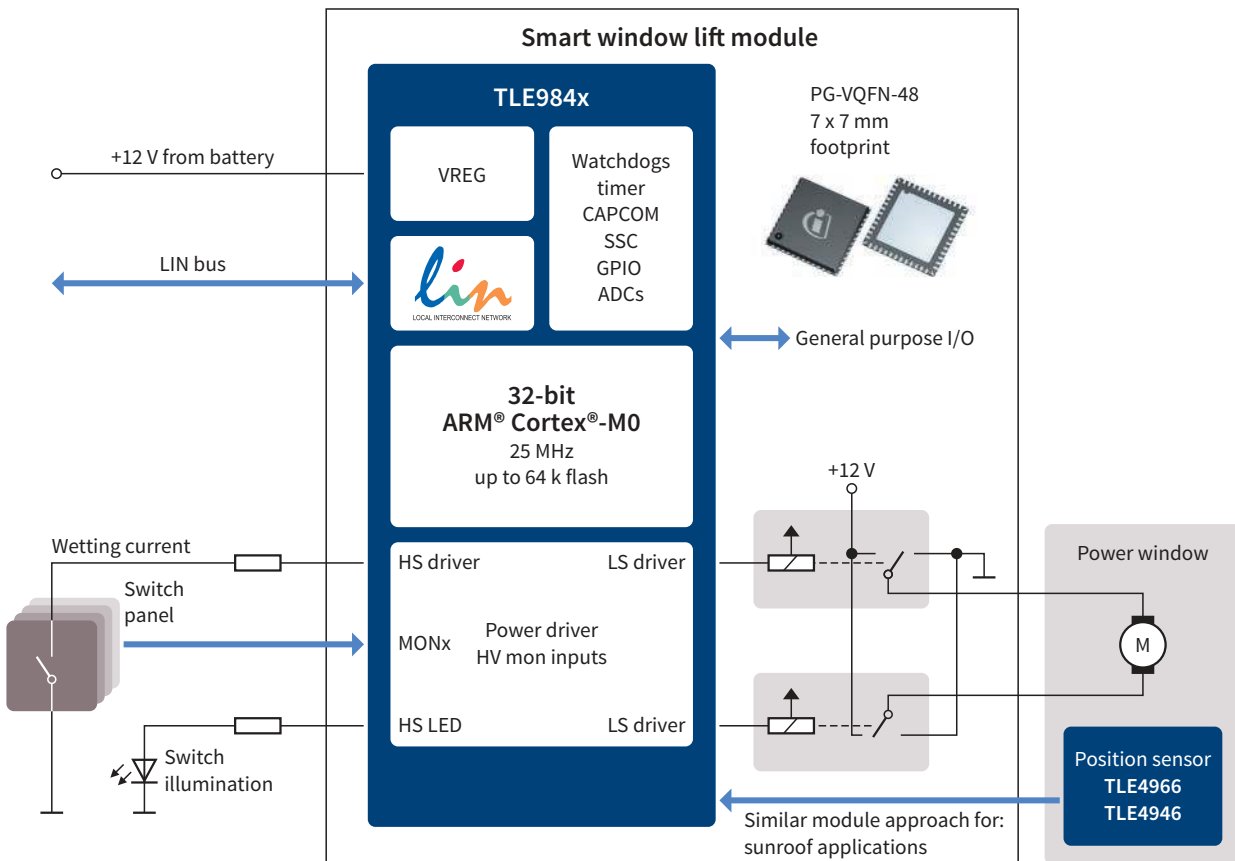 Smart window lift module
TLE984x
PG-VQFN-48
7 x 7 mm
footprint
+12 V from battery
VREG
Watchdogs
timer
CAPCOM
SSC
GPIO
ADCs
LIN bus
lin
LOCAL INTERCONNECT NETWORK
General purpose I/O
32-bit
ARM® Cortex®-M0
25 MHz
up to 64 k flash
+12 V
Wetting current
HS driver
LS driver
Power window
Switch
panel
MONx
Power driver
HV mon inputs
M
HS LED
LS driver
Switch
illumination
Position sensor
TLE4966
TLE4946
Similar module approach for:
sunroof applications